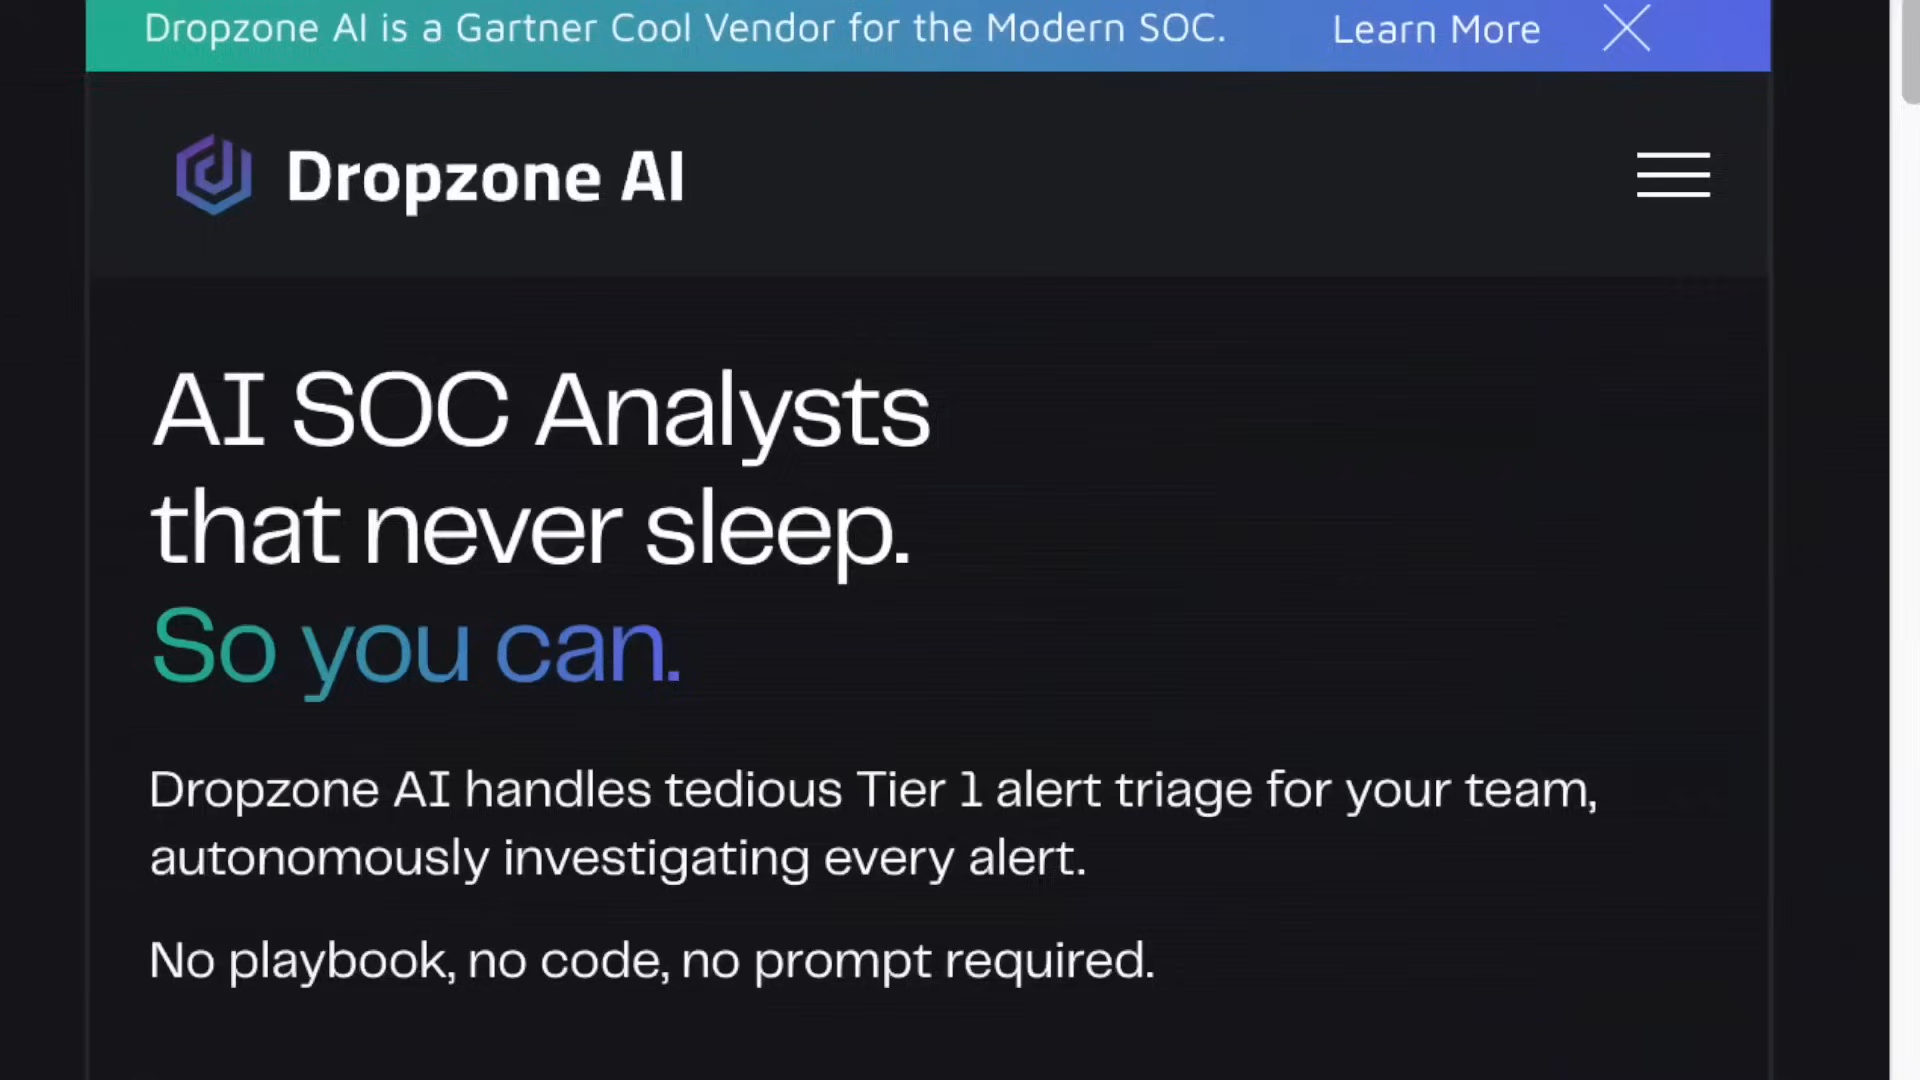 Dropzone AI is a Gartner Cool Vendor for the Modern SOC. Learn More
Dropzone AI
AI SOC Analysts
that never sleep.
So you can.
Dropzone AI handles tedious Tier 1 alert triage for your team,
autonomously investigating every alert.
No playbook, no code, no prompt required.